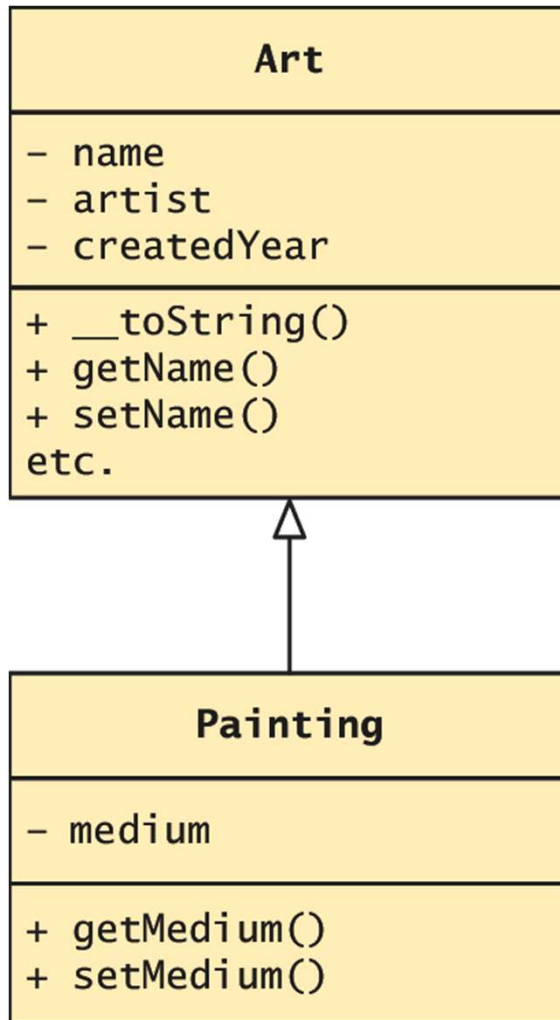 Art
- name
- artist
- createdYear
+ __toString()
+ getName()
+ setName()
etc.
Painting
- medium
+ getMedium()
+ setMedium()